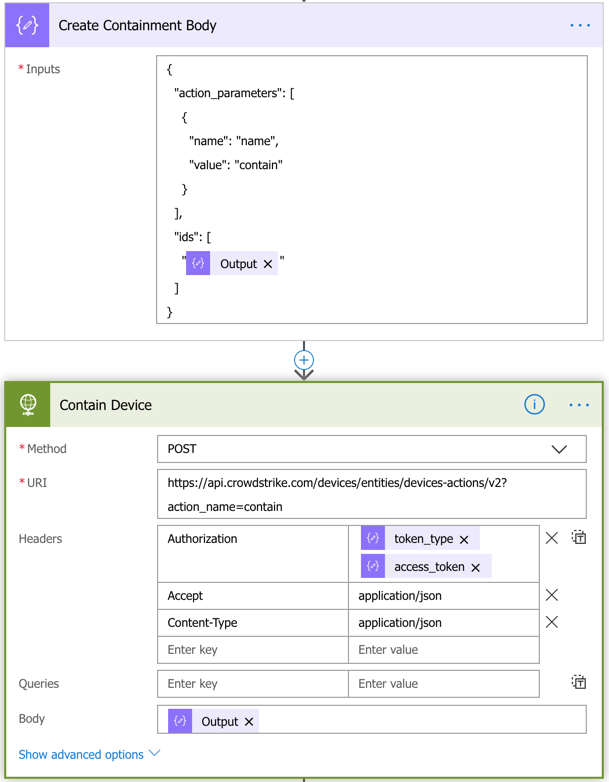 Create Containment Body
* Inputs
{
"action_parameters": [
{
"name": "name",
"value": "contain"
}
],
"ids": [
" Output × "
]
}
Contain Device
* Method POST
* URI https://api.crowdstrike.com/devices/entities/devices-actions/v2?
action_name=contain
Headers Authorization token_type ×
access_token ×
Accept application/json
Content-Type application/json
Enter key Enter value
Queries Enter key Enter value
Body Output ×
Show advanced options